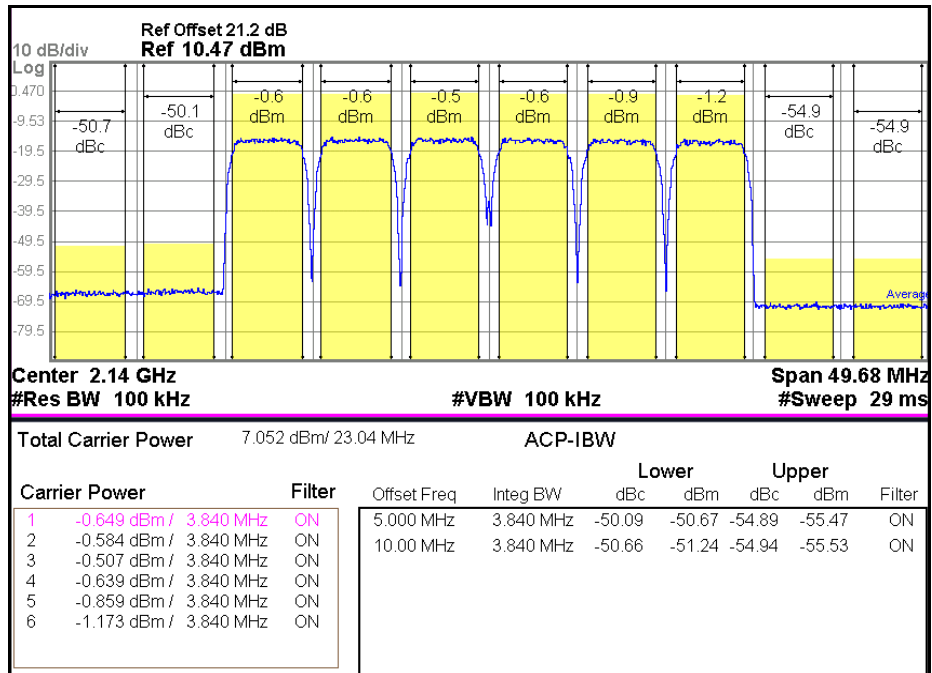 Ref Offset 21.2 dB
10 dB/div Ref 10.47 dBm
Log
0.470
-9.53
-19.5
-29.5
-39.5
-49.5
-59.5
-69.5
-79.5
-50.7 dBc
-50.1 dBc
-0.6 dBm
-0.6 dBm
-0.5 dBm
-0.6 dBm
-0.9 dBm
-1.2 dBm
-54.9 dBc
-54.9 dBc
Average
Center 2.14 GHz Span 49.68 MHz
#Res BW 100 kHz #VBW 100 kHz #Sweep 29 ms
Total Carrier Power 7.052 dBm/ 23.04 MHz ACP-IBW
Lower Upper
Carrier Power Filter
Offset Freq Integ BW dBc dBm dBc dBm Filter
1 -0.649 dBm / 3.840 MHz ON
2 -0.584 dBm / 3.840 MHz ON
3 -0.507 dBm / 3.840 MHz ON
4 -0.639 dBm / 3.840 MHz ON
5 -0.859 dBm / 3.840 MHz ON
6 -1.173 dBm / 3.840 MHz ON
5.000 MHz 3.840 MHz -50.09 -50.67 -54.89 -55.47 ON
10.00 MHz 3.840 MHz -50.66 -51.24 -54.94 -55.53 ON